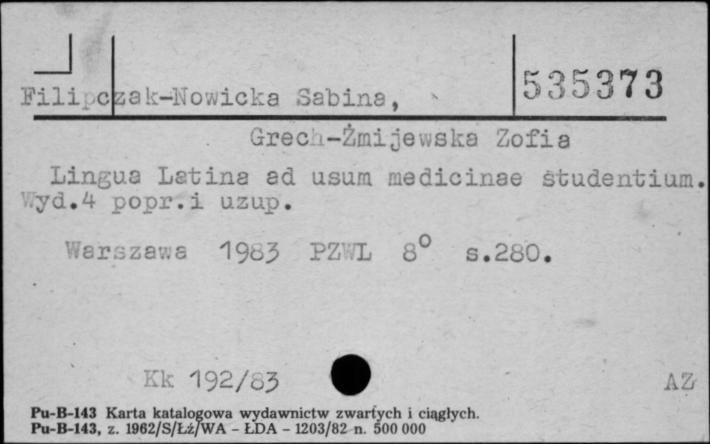 535373
Filipczak-Nowicka Sabina,
Grech-Żmijewska Zofia
Lingua Latina ad usum medicinae studentium.
Wyd.4 popr.i uzup.
Warszawa 1983 PZWL 8° s.280.
Kk 192/83
AZ
Pu-B-143 Karta katalogowa wydawnictw zwartych i ciągłych.
Pu-B-143, z. 1962/S/Łź/WA - ŁDA - 1203/82 n. 500 000